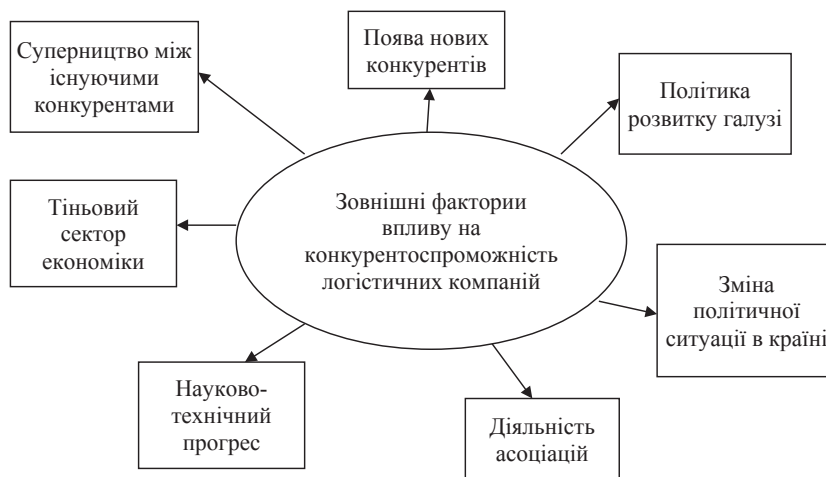 Суперництво між
існуючими
конкурентами
Поява нових
конкурентів
Політика
розвитку галузі
Тіньовий
сектор
економіки
Зовнішні фактори
впливу на
конкурентоспроможність
логістичних компаній
Зміна
політичної
ситуації в країні
Науково-
технічний
прогрес
Діяльність
асоціацій